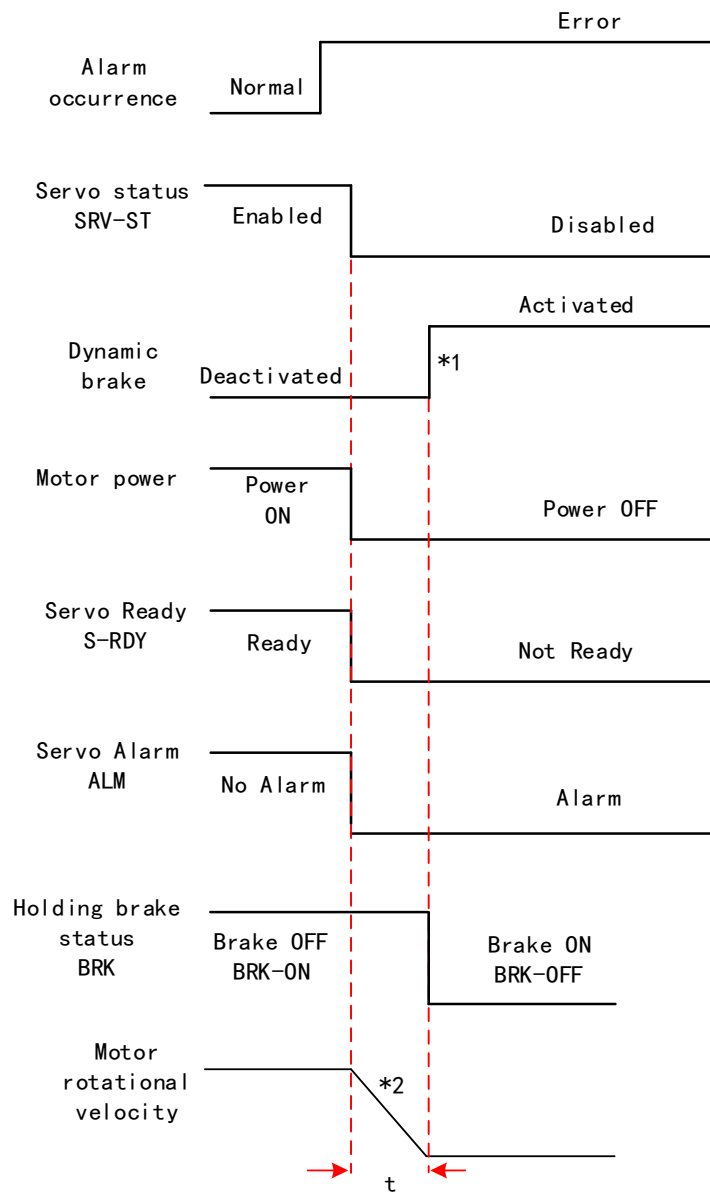 Error
Alarm
occurrence
Normal
Servo status
SRV-ST
Enabled
Disabled
Activated
Dynamic
brake
Deactivated
*1
Motor power
Power
ON
Power OFF
Servo Ready
S-RDY
Ready
Not Ready
Servo Alarm
ALM
No Alarm
Alarm
Holding brake
status
BRK
Brake OFF
BRK-ON
Brake ON
BRK-OFF
Motor
rotational
velocity
*2
t